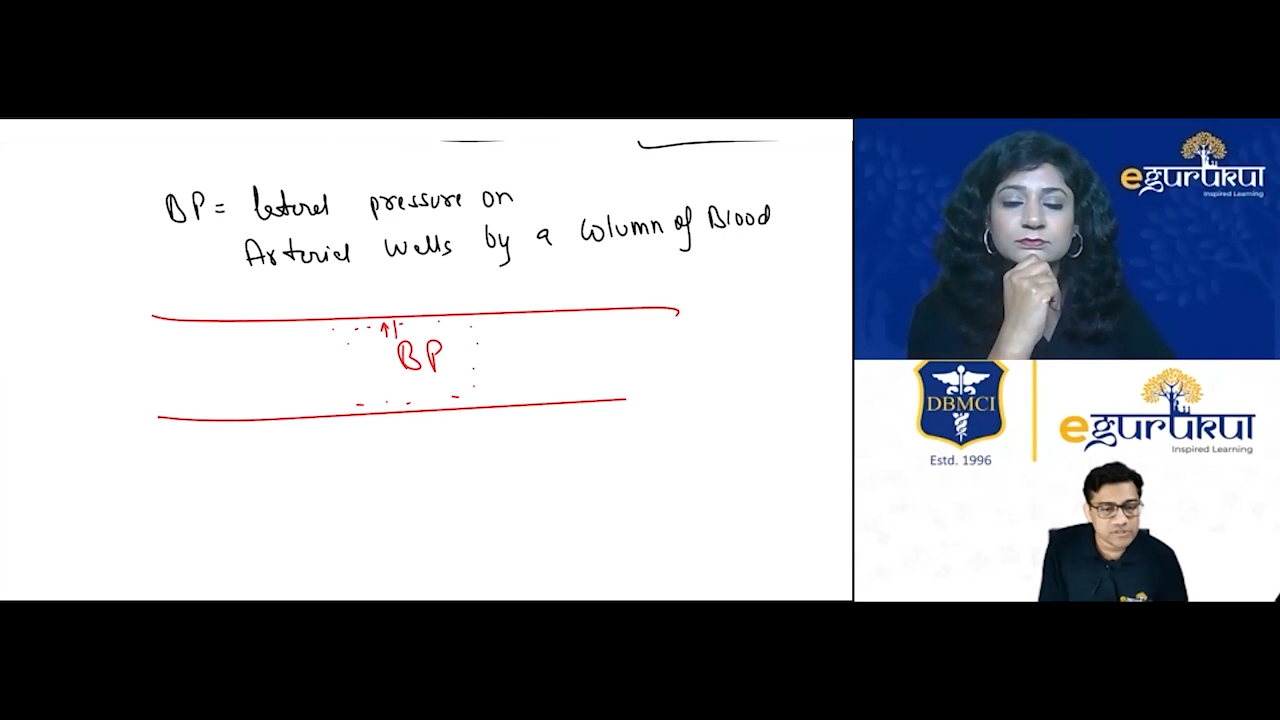 BP = lateral pressure on
Arterial walls by a column of Blood
BP
egurukul
Inspired Learning
DBMCI
Estd. 1996
egurukul
Inspired Learning